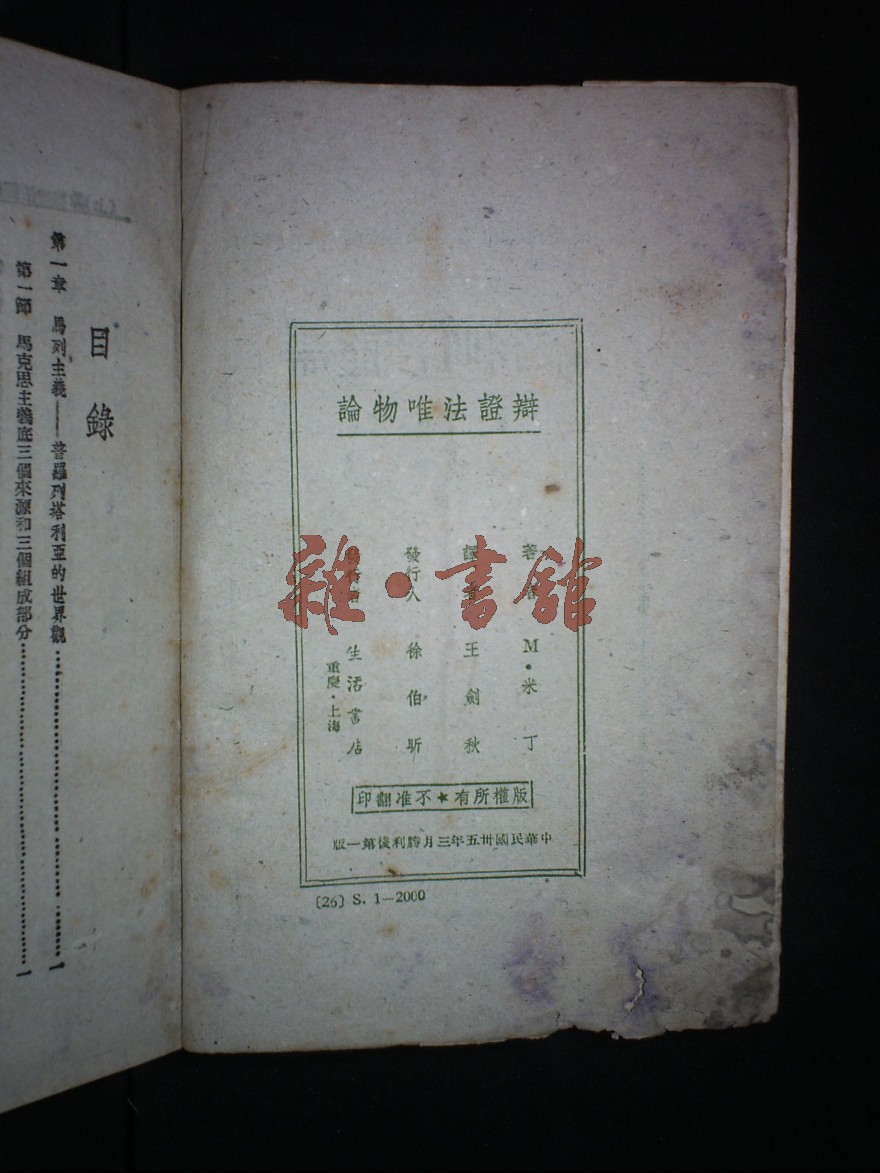 辯證法唯物論
著者 M·米丁
譯者 王劍秋
發行人 徐伯昕
生活書店
重慶·上海
版權所有★不准翻印
中華民國卅五年三月勝利後第一版
〔26〕 S. 1—2000
雜·書館
目錄
第一章 馬列主義——普羅列塔利亞的世界觀…………一
第一節 馬克思主義底三個來源和三個組成部分…………一